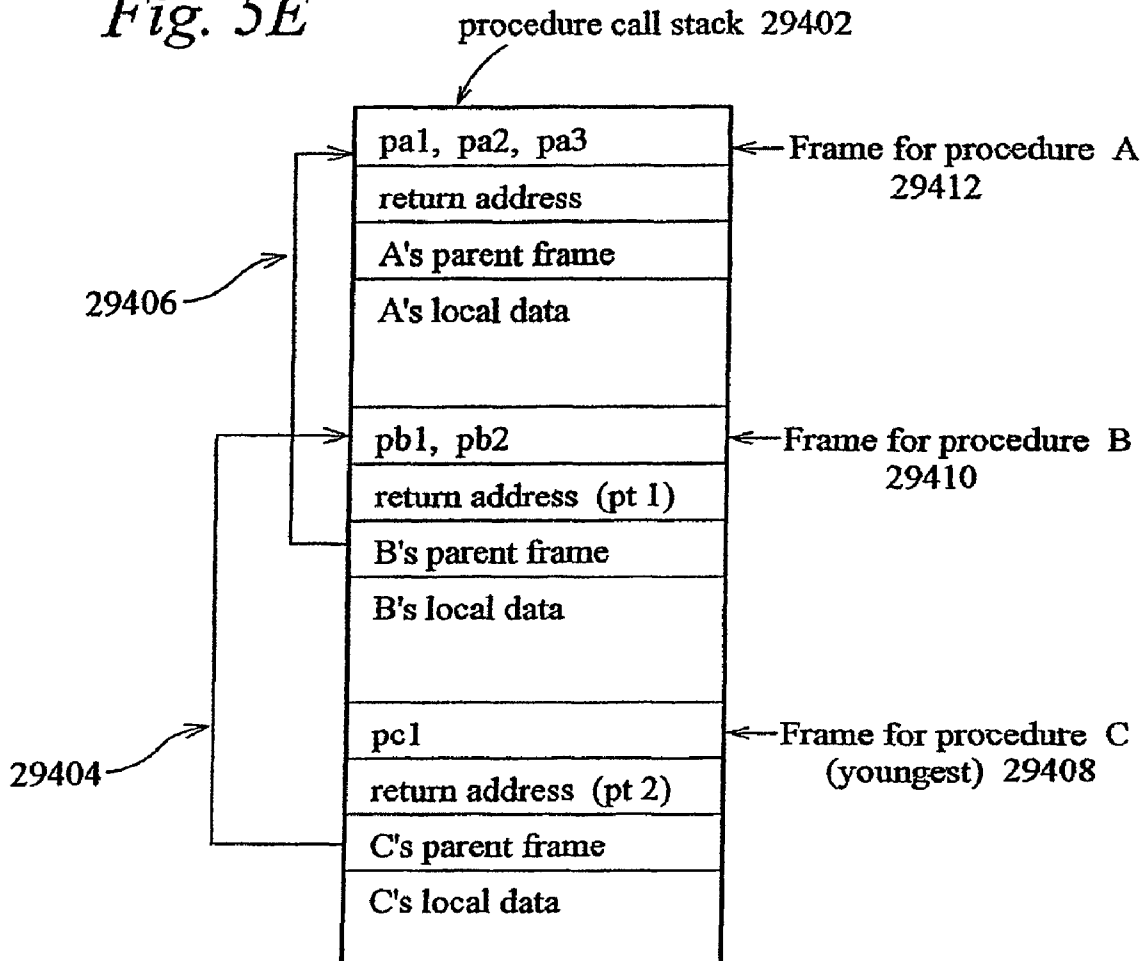 Fig. 5E
procedure call stack 29402
pa1, pa2, pa3
Frame for procedure A
29412
return address
A's parent frame
29406
A's local data
pb1, pb2
Frame for procedure B
29410
return address (pt 1)
B's parent frame
B's local data
pc1
Frame for procedure C
(youngest) 29408
29404
return address (pt 2)
C's parent frame
C's local data